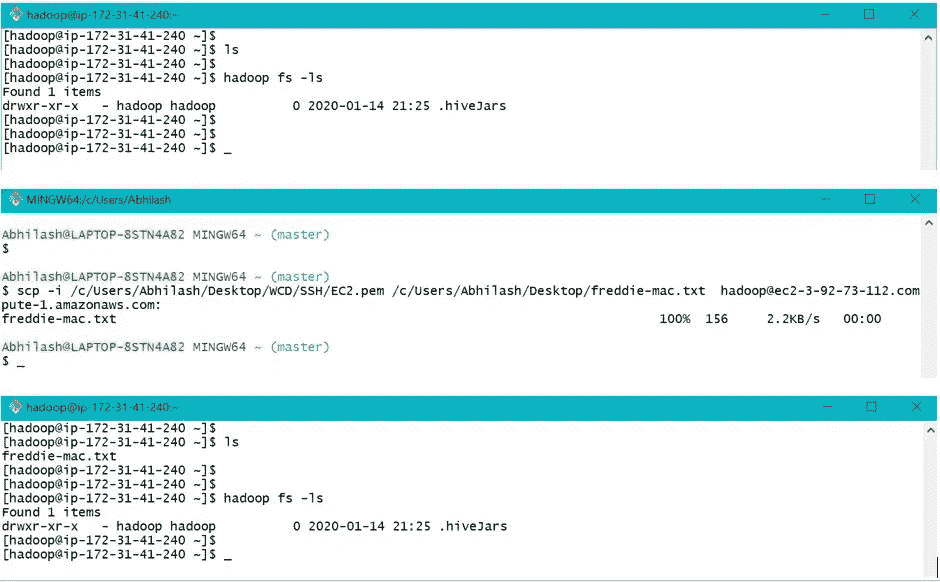 hadoop@ip-172-31-41-240:~
[hadoop@ip-172-31-41-240 ~]$
[hadoop@ip-172-31-41-240 ~]$ ls
[hadoop@ip-172-31-41-240 ~]$
[hadoop@ip-172-31-41-240 ~]$ hadoop fs -ls
Found 1 items
drwxr-xr-x   - hadoop hadoop          0 2020-01-14 21:25 .hiveJars
[hadoop@ip-172-31-41-240 ~]$
[hadoop@ip-172-31-41-240 ~]$
[hadoop@ip-172-31-41-240 ~]$ _
MINGW64:/c/Users/Abhilash
Abhilash@LAPTOP-8STN4A82 MINGW64 ~ (master)
$
Abhilash@LAPTOP-8STN4A82 MINGW64 ~ (master)
$ scp -i /c/Users/Abhilash/Desktop/WCD/SSH/EC2.pem /c/Users/Abhilash/Desktop/freddie-mac.txt  hadoop@ec2-3-92-73-112.com
pute-1.amazonaws.com:
freddie-mac.txt                                                                 100%  156     2.2KB/s   00:00
Abhilash@LAPTOP-8STN4A82 MINGW64 ~ (master)
$ _
hadoop@ip-172-31-41-240:~
[hadoop@ip-172-31-41-240 ~]$
[hadoop@ip-172-31-41-240 ~]$ ls
freddie-mac.txt
[hadoop@ip-172-31-41-240 ~]$
[hadoop@ip-172-31-41-240 ~]$
[hadoop@ip-172-31-41-240 ~]$ hadoop fs -ls
Found 1 items
drwxr-xr-x   - hadoop hadoop          0 2020-01-14 21:25 .hiveJars
[hadoop@ip-172-31-41-240 ~]$
[hadoop@ip-172-31-41-240 ~]$ _